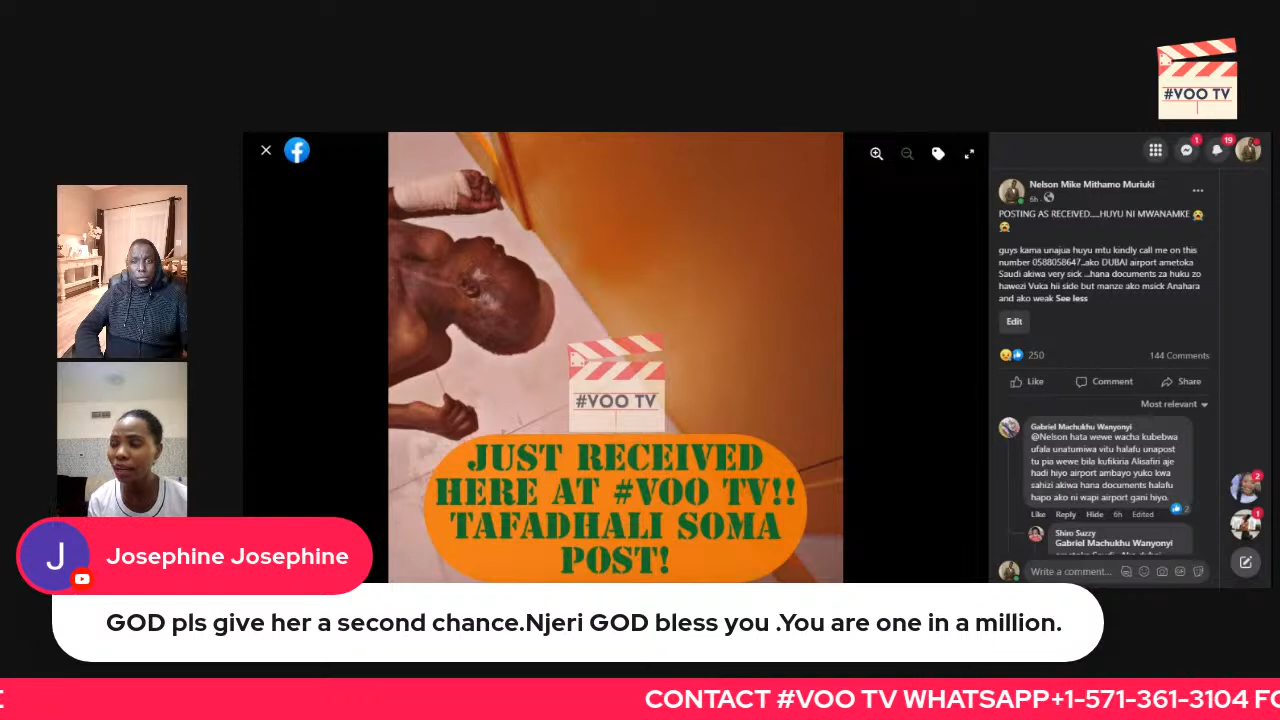 #VOO TV
1
19
Nelson Mike Mithamo Muriuki
6h
POSTING AS RECEIVED....HUYU NI MWANAMKE
guys kama unajua huyu mtu kindly call me on this
number 0588058647..ako DUBAI airport ametoka
Saudi akiwa very sick ...hana documents za huku zo
hawezi Vuka hii side but manze ako msick Anahara
and ako weak See less
Edit
250
144 Comments
Like
Comment
Share
Most relevant
Gabriel Machukhu Wanyonyi
@Nelson hata wewe wacha kubebwa
ufala unatumiwa vitu halafu unapost
tu pia wewe bila kufikina Alisafiri aje
hadi hiyo airport ambayo yuko kwa
sahizi akiwa hana documents halafu
hapo ako ni wapi airport gani hiyo.
2
Like Reply Hide 6h Edited
Shiro Suzzy
Gabriel Machukhu Wanyonyi
Write a comment...
2
1
#VOO TV
JUST RECEIVED
HERE AT #VOO TV!!
TAFADHALI SOMA
POST!
J
Josephine Josephine
GOD pls give her a second chance.Njeri GOD bless you .You are one in a million.
CONTACT #VOO TV WHATSAPP+1-571-361-3104